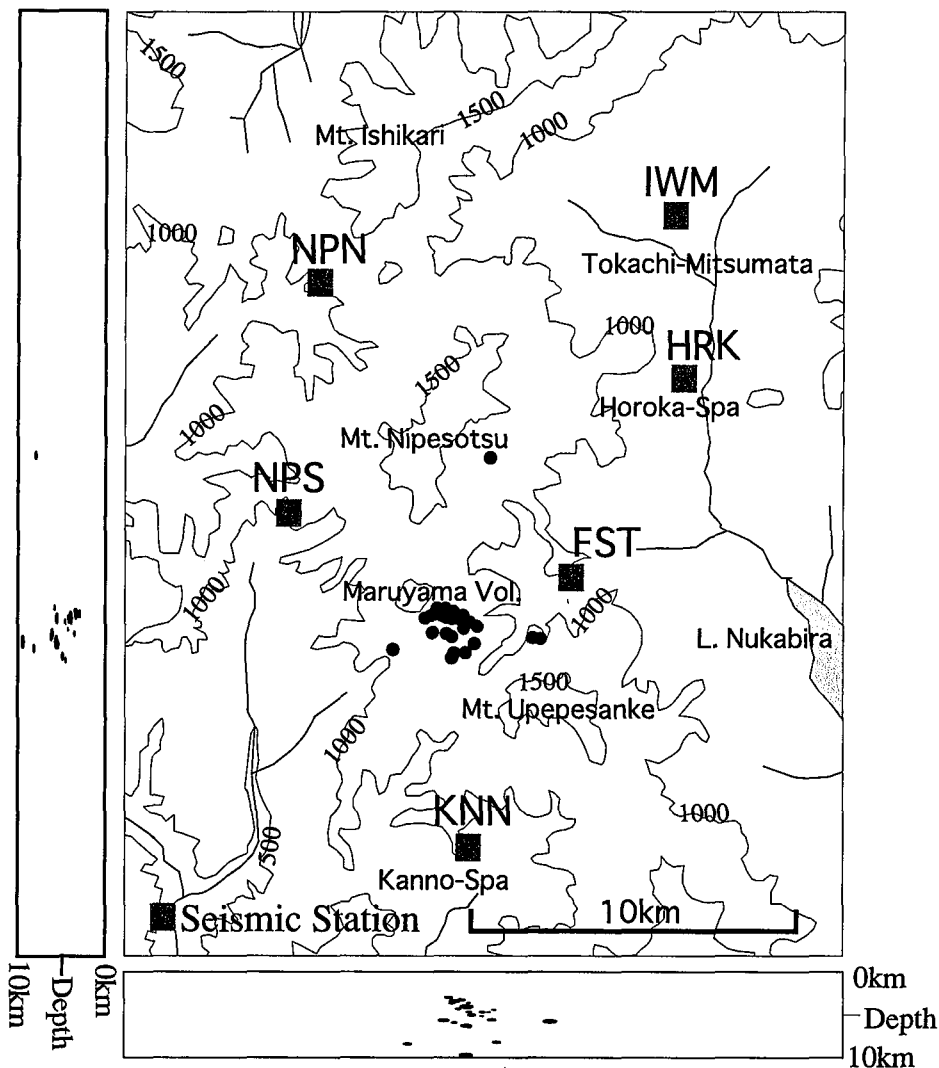 1500
1500
Mt. Ishikari
1000
IWM
1000
NPN
Tokachi-Mitsumata
1000
HRK
1500
Horoka-Spa
1000
Mt. Nipesotsu
NPS
FST
1000
Maruyama Vol.
1000
L. Nukabira
1500
Mt. Upepesanke
1000
KNN
1000
500
Kanno-Spa
10km
Seismic Station
0km
Depth
10km
0km
Depth
10km